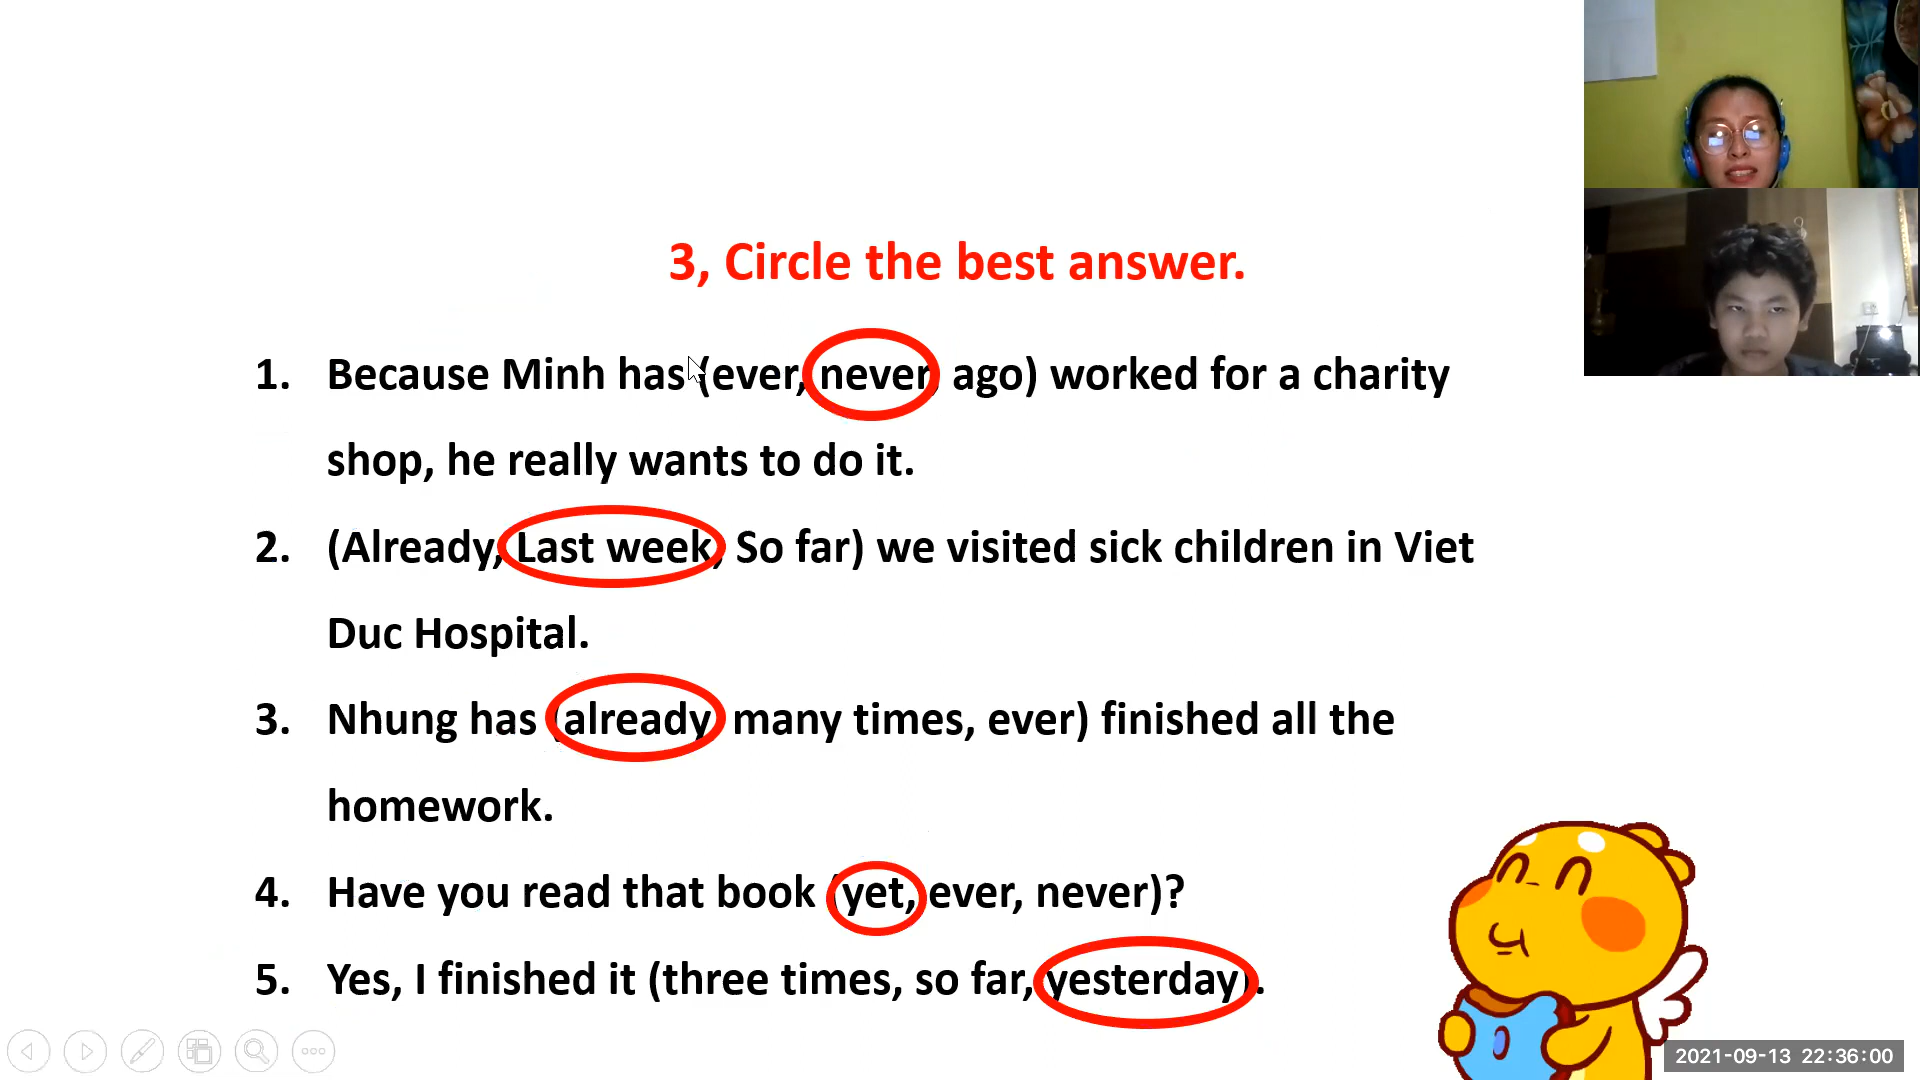 3, Circle the best answer.
1. Because Minh has (ever, never, ago) worked for a charity
shop, he really wants to do it.
2. (Already, Last week, So far) we visited sick children in Viet
Duc Hospital.
3. Nhung has (already, many times, ever) finished all the
homework.
4. Have you read that book (yet, ever, never)?
5. Yes, I finished it (three times, so far, yesterday).
2021-09-13 22:36:00